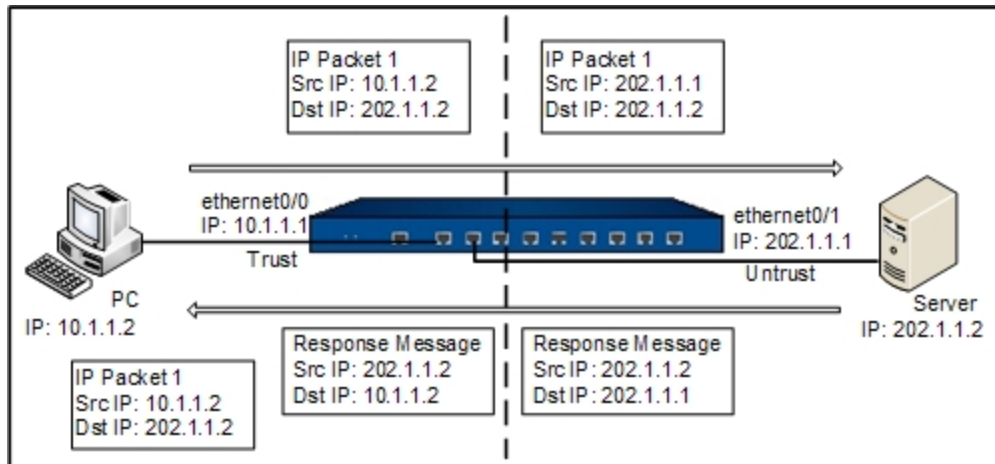 IP Packet 1
Src IP: 10.1.1.2
Dst IP: 202.1.1.2
IP Packet 1
Src IP: 202.1.1.1
Dst IP: 202.1.1.2
ethernet0/0
IP: 10.1.1.1
Trust
ethernet0/1
IP: 202.1.1.1
Untrust
PC
IP: 10.1.1.2
Server
IP: 202.1.1.2
Response Message
Src IP: 202.1.1.2
Dst IP: 10.1.1.2
Response Message
Src IP: 202.1.1.2
Dst IP: 202.1.1.1
IP Packet 1
Src IP: 10.1.1.2
Dst IP: 202.1.1.2